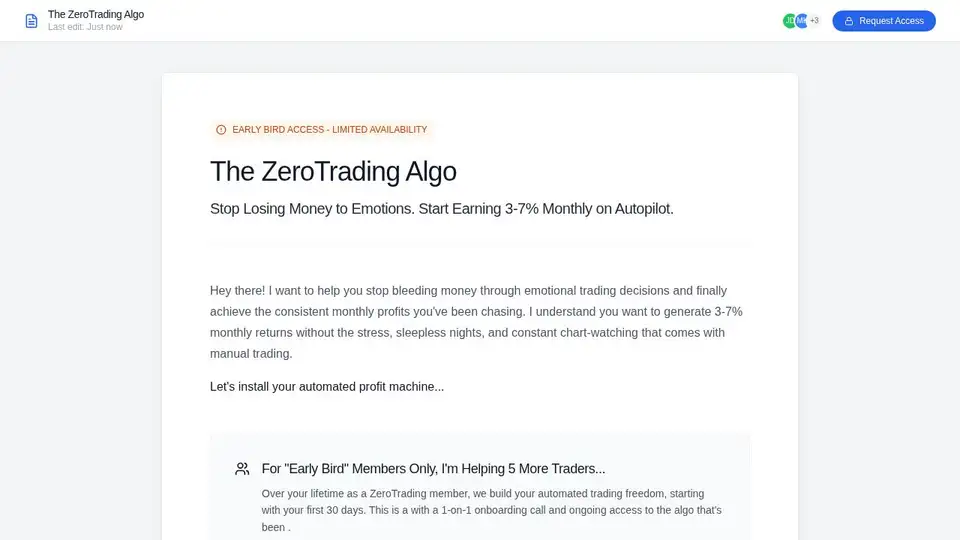 The ZeroTrading Algo
Last edit: Just now
JD
+3
Request Access
EARLY BIRD ACCESS - LIMITED AVAILABILITY
The ZeroTrading Algo
Stop Losing Money to Emotions. Start Earning 3-7% Monthly on Autopilot.
Hey there! I want to help you stop bleeding money through emotional trading decisions and finally
achieve the consistent monthly profits you've been chasing. I understand you want to generate 3-7%
monthly returns without the stress, sleepless nights, and constant chart-watching that comes with
manual trading.
Let's install your automated profit machine...
For "Early Bird" Members Only, I'm Helping 5 More Traders...
Over your lifetime as a ZeroTrading member, we build your automated trading freedom, starting
with your first 30 days. This is a with a 1-on-1 onboarding call and ongoing access to the algo that's
been .